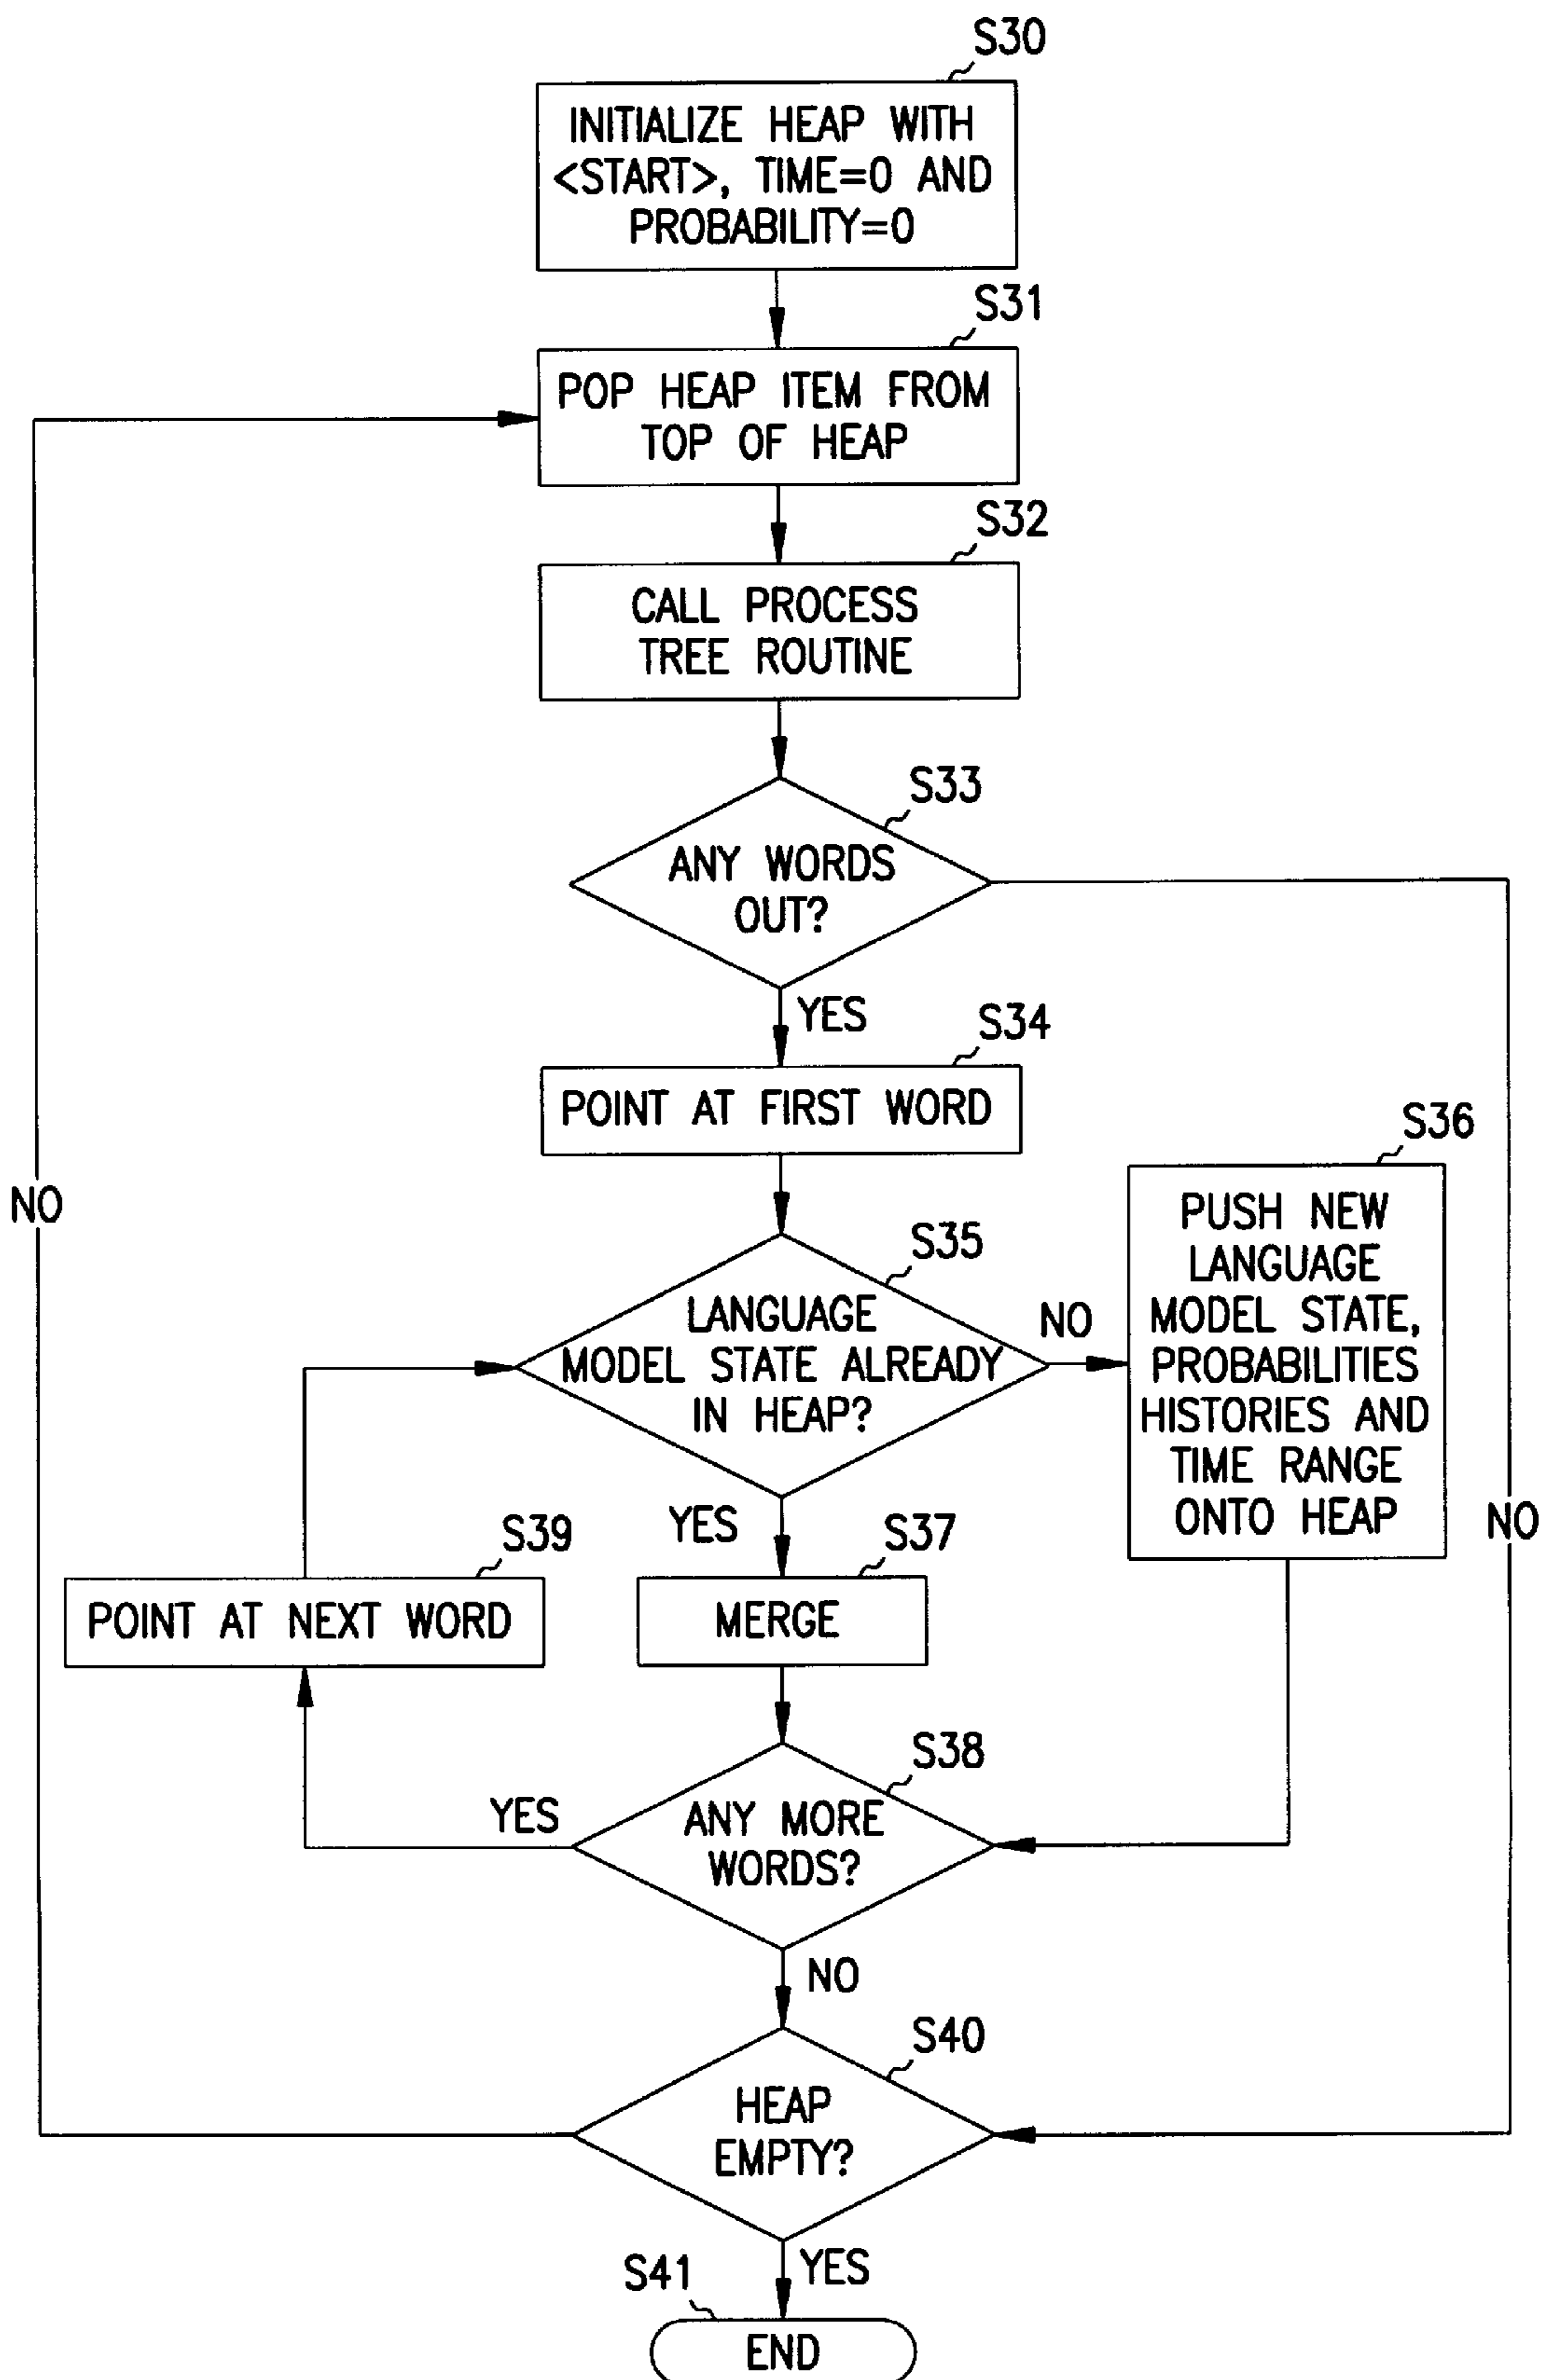 S30
INITIALIZE HEAP WITH
<START>, TIME=0 AND
PROBABILITY=0
S31
POP HEAP ITEM FROM
TOP OF HEAP
S32
CALL PROCESS
TREE ROUTINE
S33
ANY WORDS
OUT?
YES
S34
POINT AT FIRST WORD
S36
PUSH NEW
LANGUAGE
MODEL STATE,
PROBABILITIES
HISTORIES AND
TIME RANGE
ONTO HEAP
NO
S35
LANGUAGE
MODEL STATE ALREADY
IN HEAP?
NO
YES
NO
S39
POINT AT NEXT WORD
S37
MERGE
S38
ANY MORE
WORDS?
YES
NO
S40
HEAP
EMPTY?
YES
S41
END